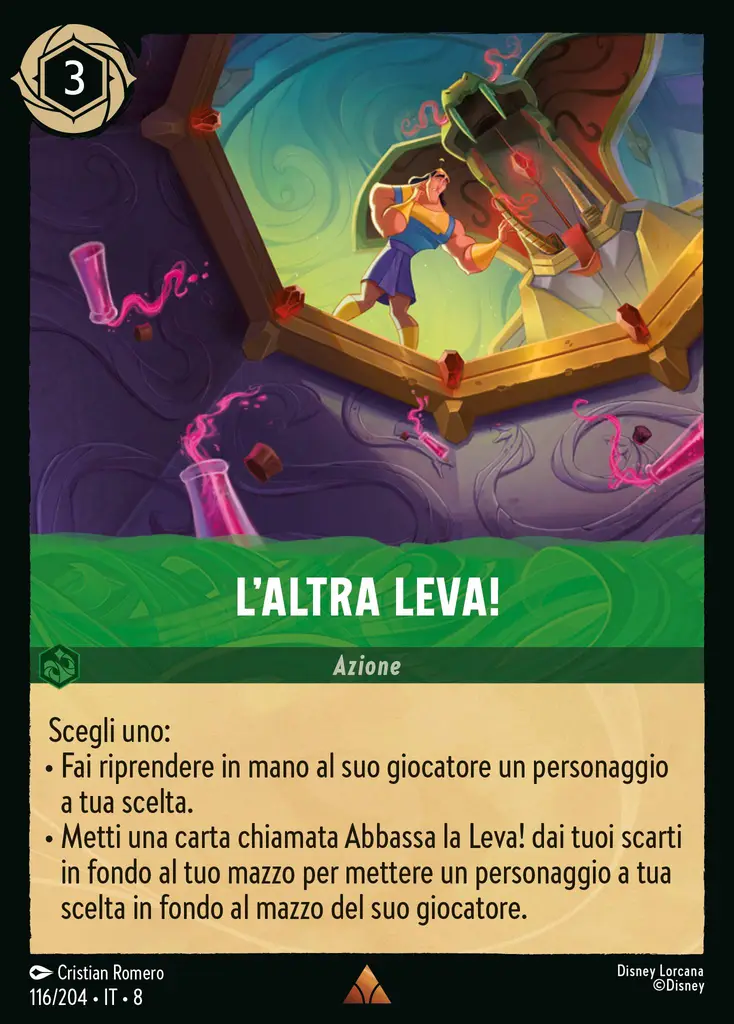 3
L'ALTRA LEVA!
Azione
Scegli uno:
• Fai riprendere in mano al suo giocatore un personaggio
a tua scelta.
• Metti una carta chiamata Abbassa la Leva! dai tuoi scarti
in fondo al tuo mazzo per mettere un personaggio a tua
scelta in fondo al mazzo del suo giocatore.
Cristian Romero
116/204 • IT • 8
Disney Lorcana
©Disney